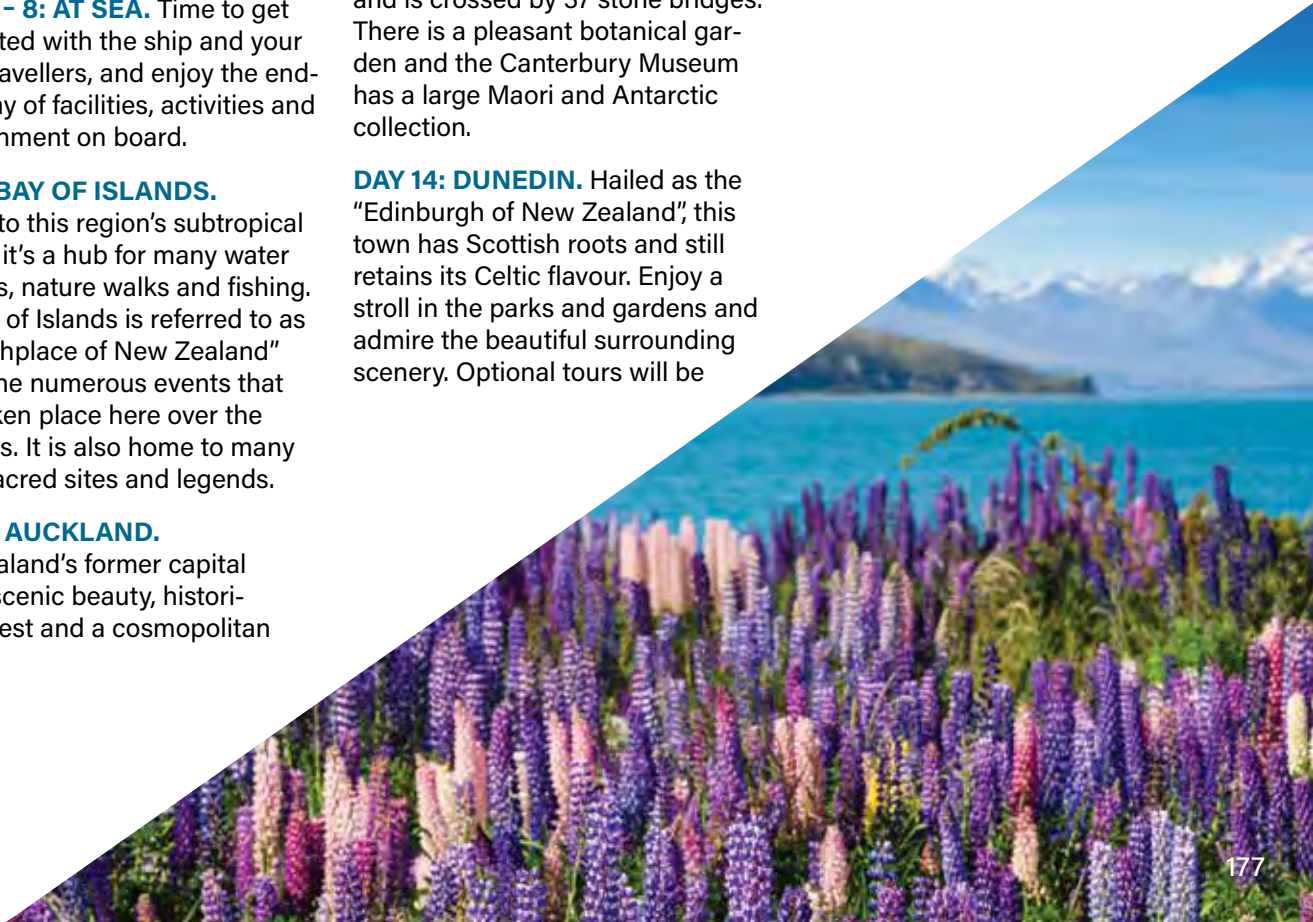 – 8: AT SEA. Time to get
ted with the ship and your
avellers, and enjoy the end-
y of facilities, activities and
nment on board.
BAY OF ISLANDS.
to this region’s subtropical
it’s a hub for many water
s, nature walks and fishing.
of Islands is referred to as
hplace of New Zealand”
he numerous events that
ken place here over the
s. It is also home to many
acred sites and legends.
AUCKLAND.
aland’s former capital
scenic beauty, histori-
est and a cosmopolitan
and is crossed by 37 stone bridges.
There is a pleasant botanical gar-
den and the Canterbury Museum
has a large Maori and Antarctic
collection.
DAY 14: DUNEDIN. Hailed as the
“Edinburgh of New Zealand”, this
town has Scottish roots and still
retains its Celtic flavour. Enjoy a
stroll in the parks and gardens and
admire the beautiful surrounding
scenery. Optional tours will be
177